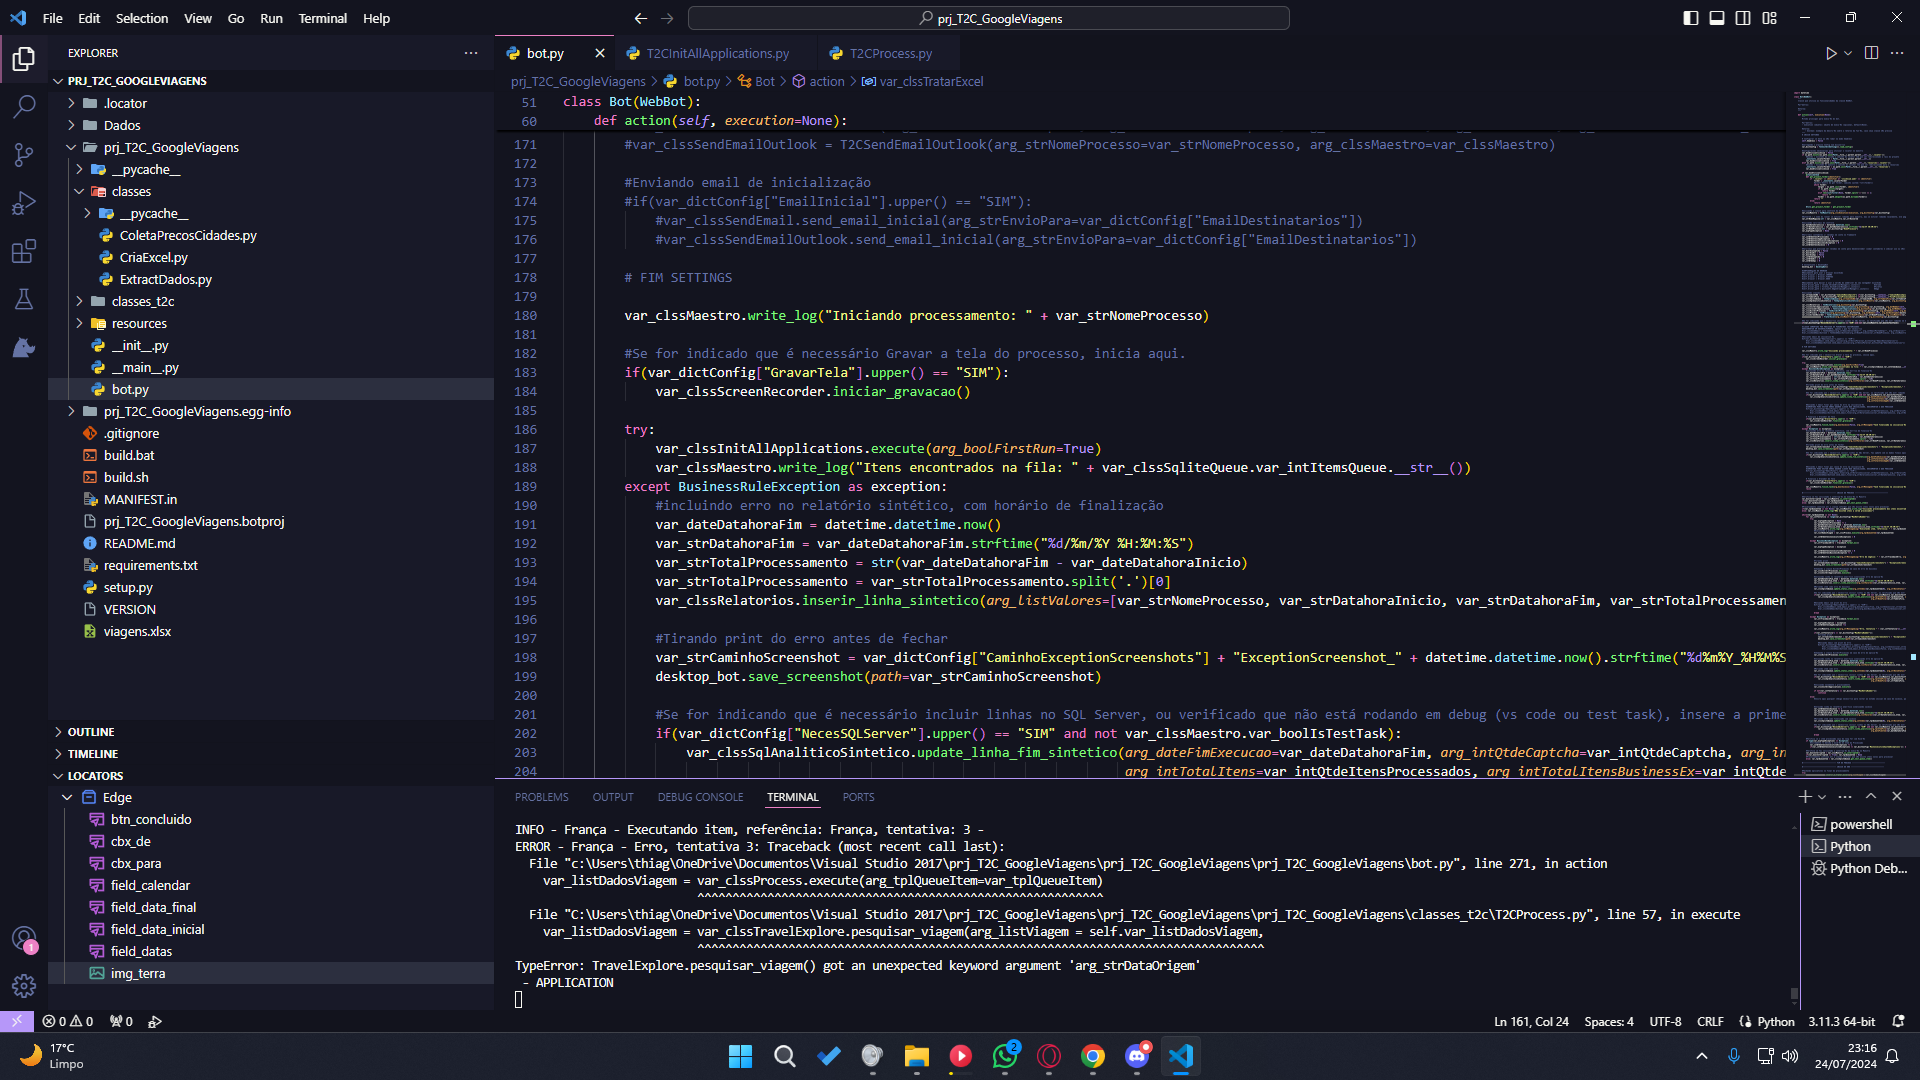 File Edit Selection View Go Run Terminal Help
prj_T2C_GoogleViagens
EXPLORER
PRJ_T2C_GOOGLEVIAGENS
.locator
Dados
prj_T2C_GoogleViagens
__pycache__
classes
__pycache__
ColetaPrecosCidades.py
CriaExcel.py
ExtractDados.py
classes_t2c
resources
__init__.py
__main__.py
bot.py
prj_T2C_GoogleViagens.egg-info
.gitignore
build.bat
build.sh
MANIFEST.in
prj_T2C_GoogleViagens.botproj
README.md
requirements.txt
setup.py
VERSION
viagens.xlsx
OUTLINE
TIMELINE
LOCATORS
Edge
btn_concluido
cbx_de
cbx_para
field_calendar
field_data_final
field_data_inicial
field_datas
img_terra
bot.py T2CInitAllApplications.py T2CProcess.py
prj_T2C_GoogleViagens > bot.py > Bot > action > var_clssTratarExcel
51 class Bot(WebBot):
60 def action(self, execution=None):
171 #var_clssSendEmailOutlook = T2CSendEmailOutlook(arg_strNomeProcesso=var_strNomeProcesso, arg_clssMaestro=var_clssMaestro)
172
173 #Enviando email de inicialização
174 #if(var_dictConfig["EmailInicial"].upper() == "SIM"):
175 #var_clssSendEmail.send_email_inicial(arg_strEnvioPara=var_dictConfig["EmailDestinatarios"])
176 #var_clssSendEmailOutlook.send_email_inicial(arg_strEnvioPara=var_dictConfig["EmailDestinatarios"])
177
178 # FIM SETTINGS
179
180 var_clssMaestro.write_log("Iniciando processamento: " + var_strNomeProcesso)
181
182 #Se for indicado que é necessário Gravar a tela do processo, inicia aqui.
183 if(var_dictConfig["GravarTela"].upper() == "SIM"):
184 var_clssScreenRecorder.iniciar_gravacao()
185
186 try:
187 var_clssInitAllApplications.execute(arg_boolFirstRun=True)
188 var_clssMaestro.write_log("Itens encontrados na fila: " + var_clssSqliteQueue.var_intItemsQueue.__str__())
189 except BusinessRuleException as exception:
190 #incluindo erro no relatório sintético, com horário de finalização
191 var_dateDatahoraFim = datetime.datetime.now()
192 var_strDatahoraFim = var_dateDatahoraFim.strftime("%d/%m/%Y %H:%M:%S")
193 var_strTotalProcessamento = str(var_dateDatahoraFim - var_dateDatahoraInicio)
194 var_strTotalProcessamento = var_strTotalProcessamento.split('.')[0]
195 var_clssRelatorios.inserir_linha_sintetico(arg_listValores=[var_strNomeProcesso, var_strDatahoraInicio, var_strDatahoraFim, var_strTotalProcessamen
196
197 #Tirando print do erro antes de fechar
198 var_strCaminhoScreenshot = var_dictConfig["CaminhoExceptionScreenshots"] + "ExceptionScreenshot_" + datetime.datetime.now().strftime("%d%m%Y_%H%M%S
199 desktop_bot.save_screenshot(path=var_strCaminhoScreenshot)
200
201 #Se for indicando que é necessário incluir linhas no SQL Server, ou verificado que não está rodando em debug (vs code ou test task), insere a prime
202 if(var_dictConfig["NecesSQLServer"].upper() == "SIM" and not var_clssMaestro.var_boolIsTestTask):
203 var_clssSqlAnaliticoSintetico.update_linha_fim_sintetico(arg_dateFimExecucao=var_dateDatahoraFim, arg_intQtdeCaptcha=var_intQtdeCaptcha, arg_in
204 arg_intTotalItens=var_intQtdeItensProcessados, arg_intTotalItensBusinessEx=var_intQtde
PROBLEMS OUTPUT DEBUG CONSOLE TERMINAL PORTS
INFO - França - Executando item, referência: França, tentativa: 3 -
ERROR - França - Erro, tentativa 3: Traceback (most recent call last):
File "c:\Users\thiag\OneDrive\Documentos\Visual Studio 2017\prj_T2C_GoogleViagens\prj_T2C_GoogleViagens\prj_T2C_GoogleViagens\bot.py", line 271, in action
var_listDadosViagem = var_clssProcess.execute(arg_tplQueueItem=var_tplQueueItem)
^^^^^^^^^^^^^^^^^^^^^^^^^^^^^^^^^^^^^^^^^^^^^^^^^^^^^^^^^^
File "C:\Users\thiag\OneDrive\Documentos\Visual Studio 2017\prj_T2C_GoogleViagens\prj_T2C_GoogleViagens\prj_T2C_GoogleViagens\classes_t2c\T2CProcess.py", line 57, in execute
var_listDadosViagem = var_clssTravelExplore.pesquisar_viagem(arg_listViagem = self.var_listDadosViagem,
^^^^^^^^^^^^^^^^^^^^^^^^^^^^^^^^^^^^^^^^^^^^^^^^^^^^^^^^^^^^^^^^^^^^^^^^^^^^^^^^
TypeError: TravelExplore.pesquisar_viagem() got an unexpected keyword argument 'arg_strDataOrigem'
- APPLICATION
powershell
Python
Python Deb...
0 0 0 Ln 161, Col 24 Spaces: 4 UTF-8 CRLF Python 3.11.3 64-bit
1
17°C
Limpo
2
23:16
24/07/2024